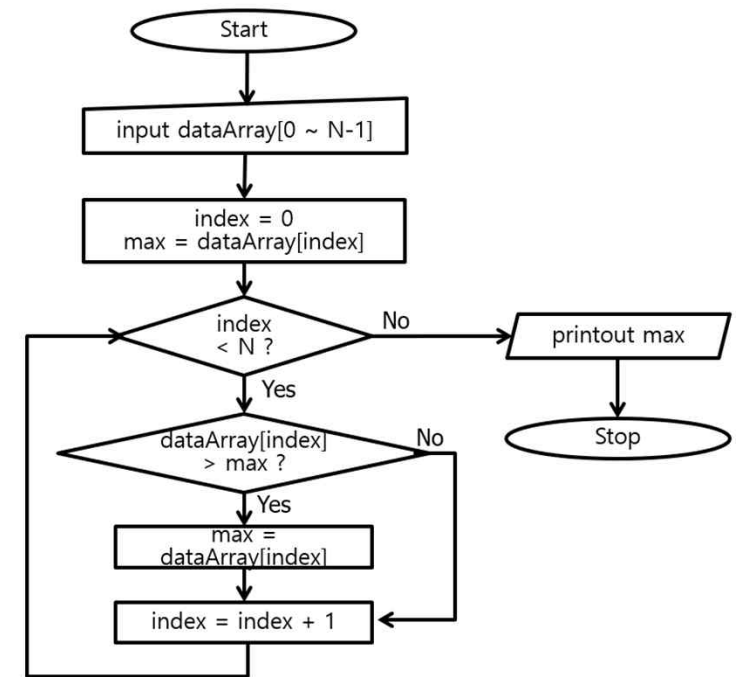 Start
input dataArray[0 ~ N-1]
index = 0
max = dataArray[index]
index
< N ?
No
printout max
Yes
Stop
dataArray[index]
> max ?
No
Yes
max =
dataArray[index]
index = index + 1